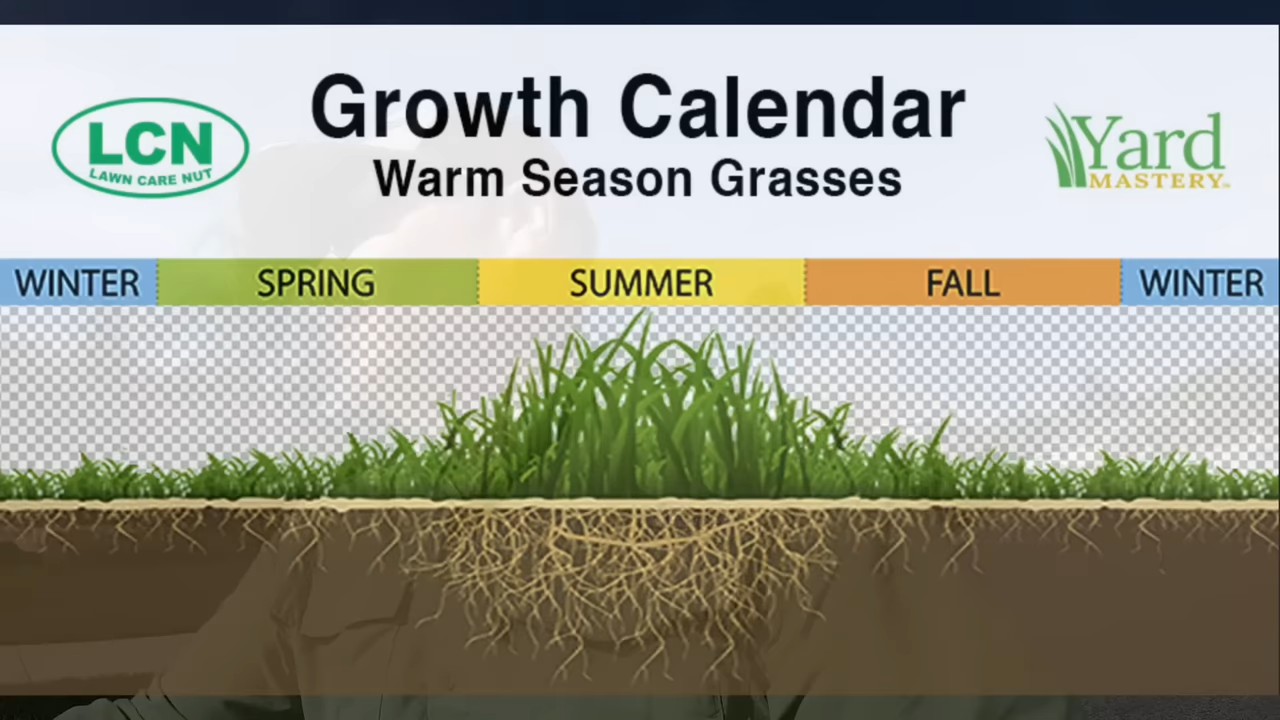 Growth Calendar
Warm Season Grasses
LCN
LAWN CARE NUT
Yard
MASTERY
WINTER SPRING SUMMER FALL WINTER